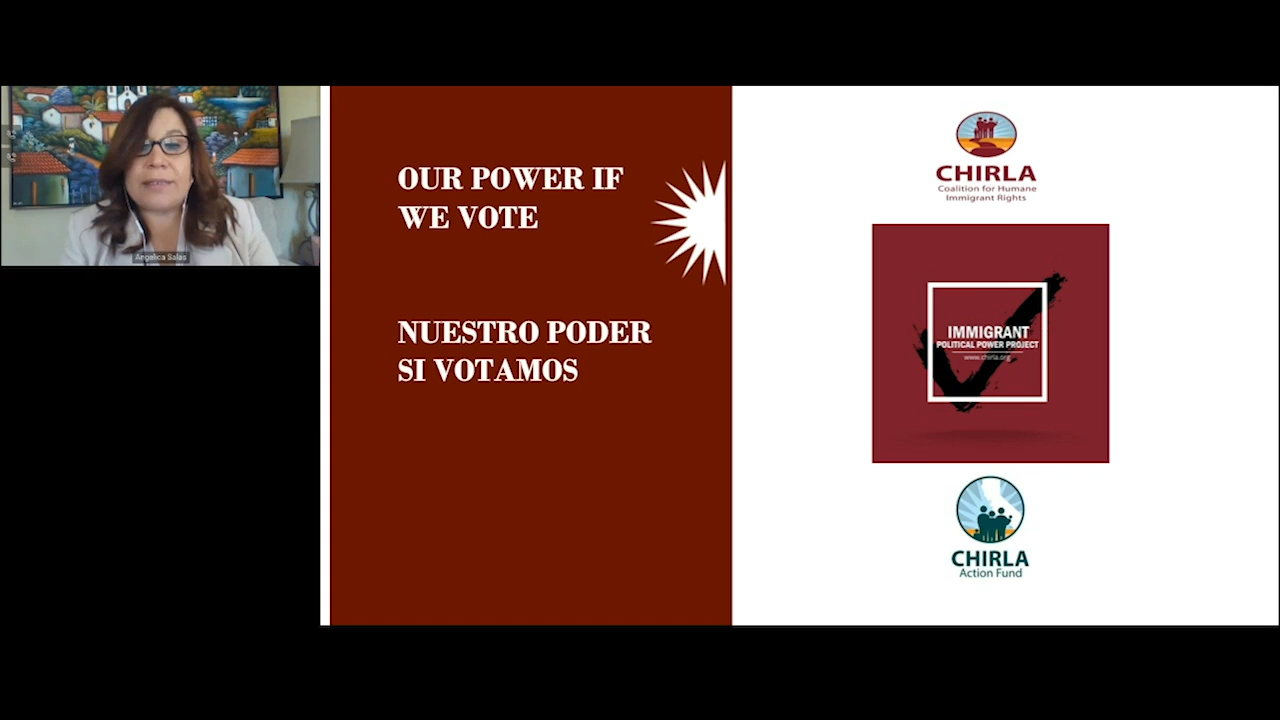 Angelica Salas
OUR POWER IF
WE VOTE
NUESTRO PODER
SI VOTAMOS
CHIRLA
Coalition for Humane
Immigrant Rights
IMMIGRANT
POLITICAL POWER PROJECT
www.chirla.org
CHIRLA
Action Fund